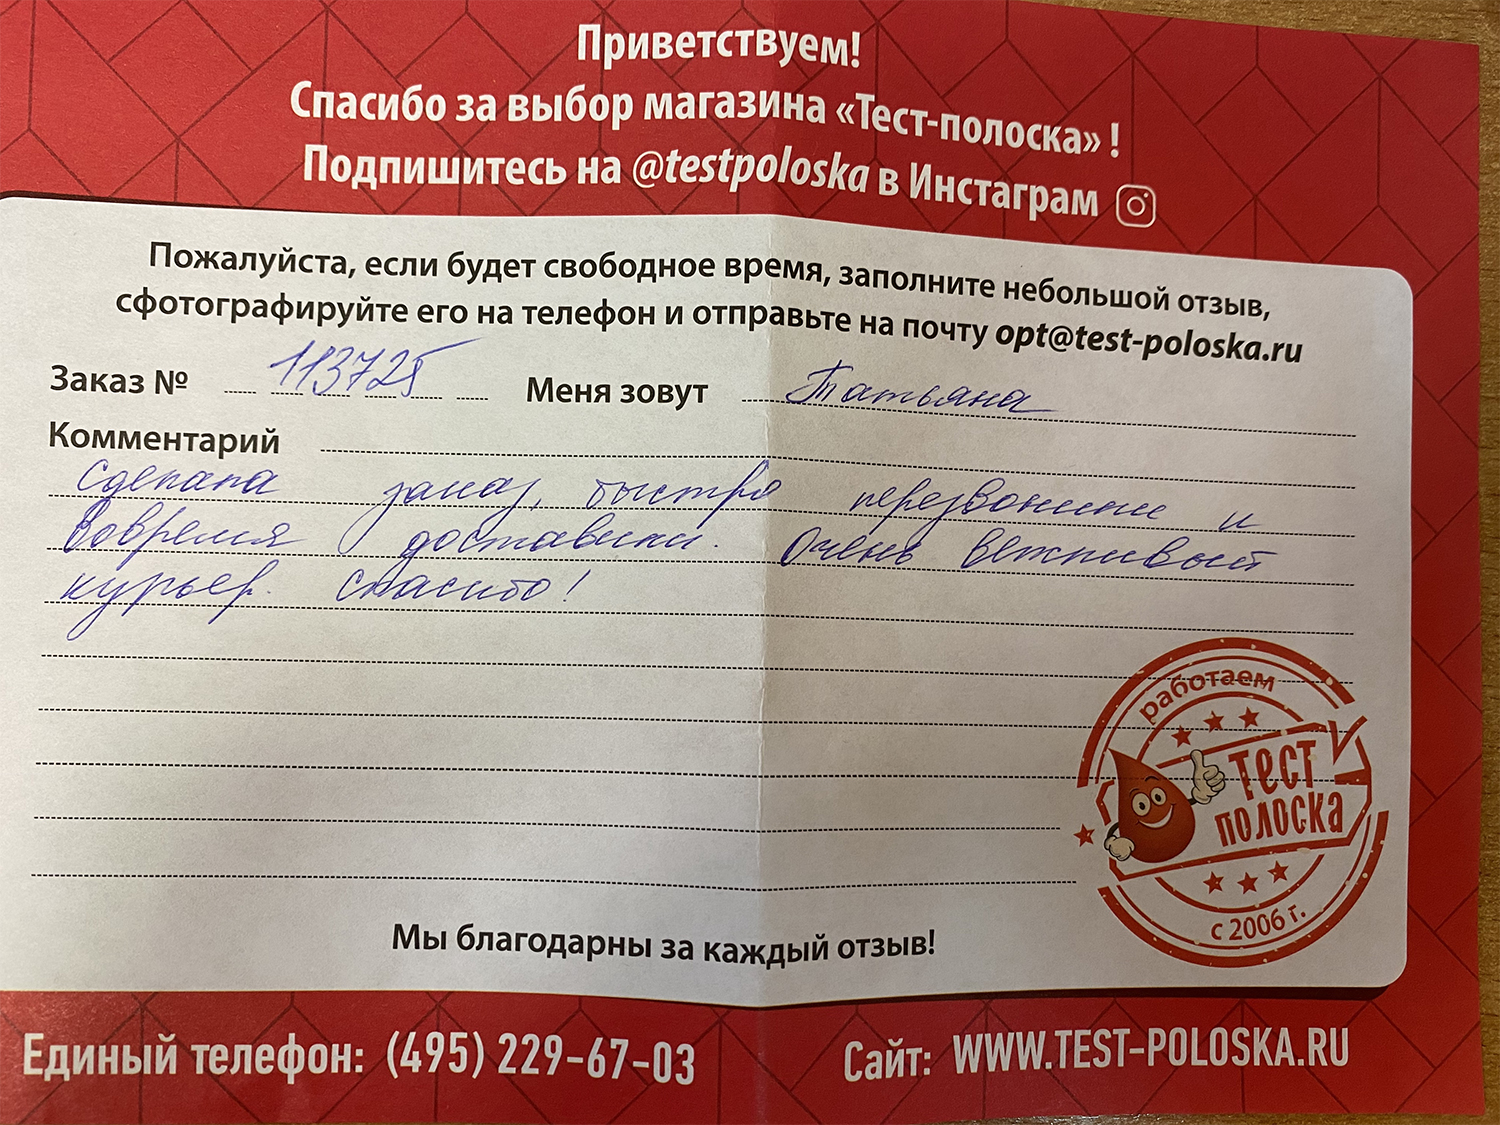 Приветствуем!
Спасибо за выбор магазина «Тест-полоска» !
Подпишитесь на @testpoloska в Инстаграм
Пожалуйста, если будет свободное время, заполните небольшой отзыв,
сфотографируйте его на телефон и отправьте на почту opt@test-poloska.ru
Заказ № 113725 Меня зовут Татьяна
Комментарий
Сделала заказ, быстро перезвонили и
вовремя доставили. Очень вежливый
курьер. Спасибо!
работаем
ТЕСТ
ПОЛОСКА
с 2006 г.
Мы благодарны за каждый отзыв!
Единый телефон: (495) 229-67-03 Сайт: WWW.TEST-POLOSKA.RU